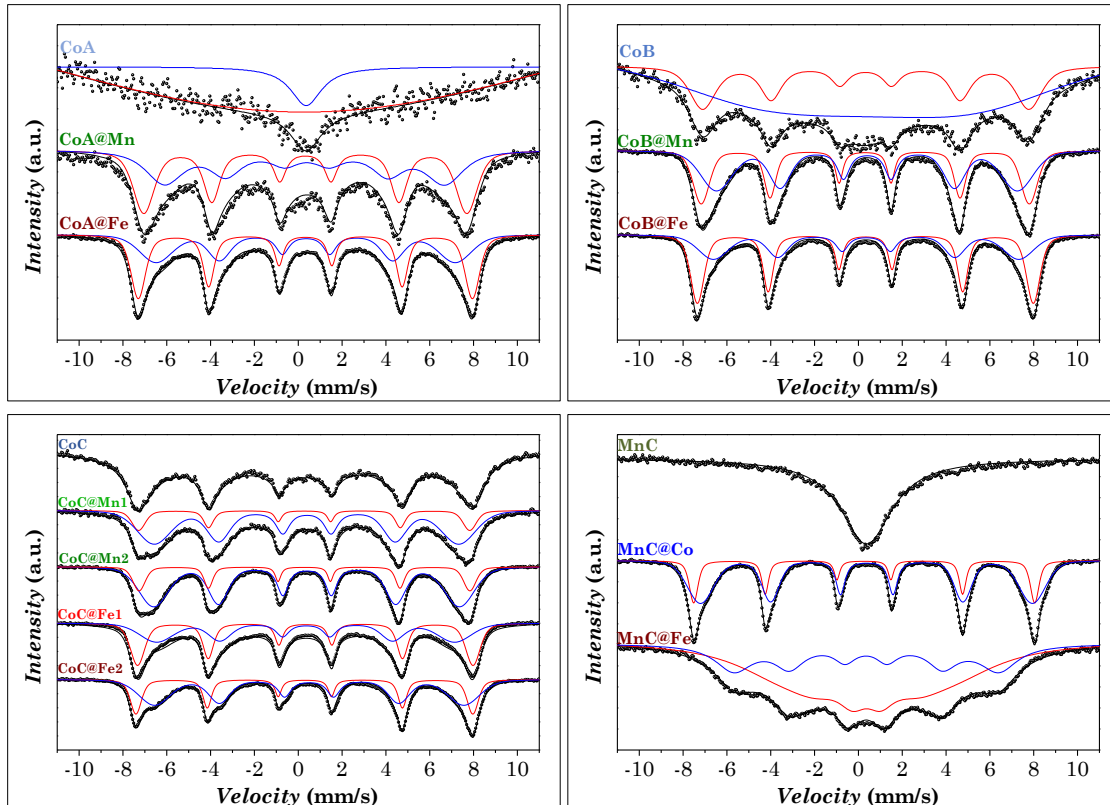 CoA
CoA@Mn
CoA@Fe
Intensity (a.u.)
-10 -8 -6 -4 -2 0 2 4 6 8 10
Velocity (mm/s)
CoB
CoB@Mn
CoB@Fe
Intensity (a.u.)
-10 -8 -6 -4 -2 0 2 4 6 8 10
Velocity (mm/s)
CoC
CoC@Mn1
CoC@Mn2
CoC@Fe1
CoC@Fe2
Intensity (a.u.)
-10 -8 -6 -4 -2 0 2 4 6 8 10
Velocity (mm/s)
MnC
MnC@Co
MnC@Fe
Intensity (a.u.)
-10 -8 -6 -4 -2 0 2 4 6 8 10
Velocity (mm/s)